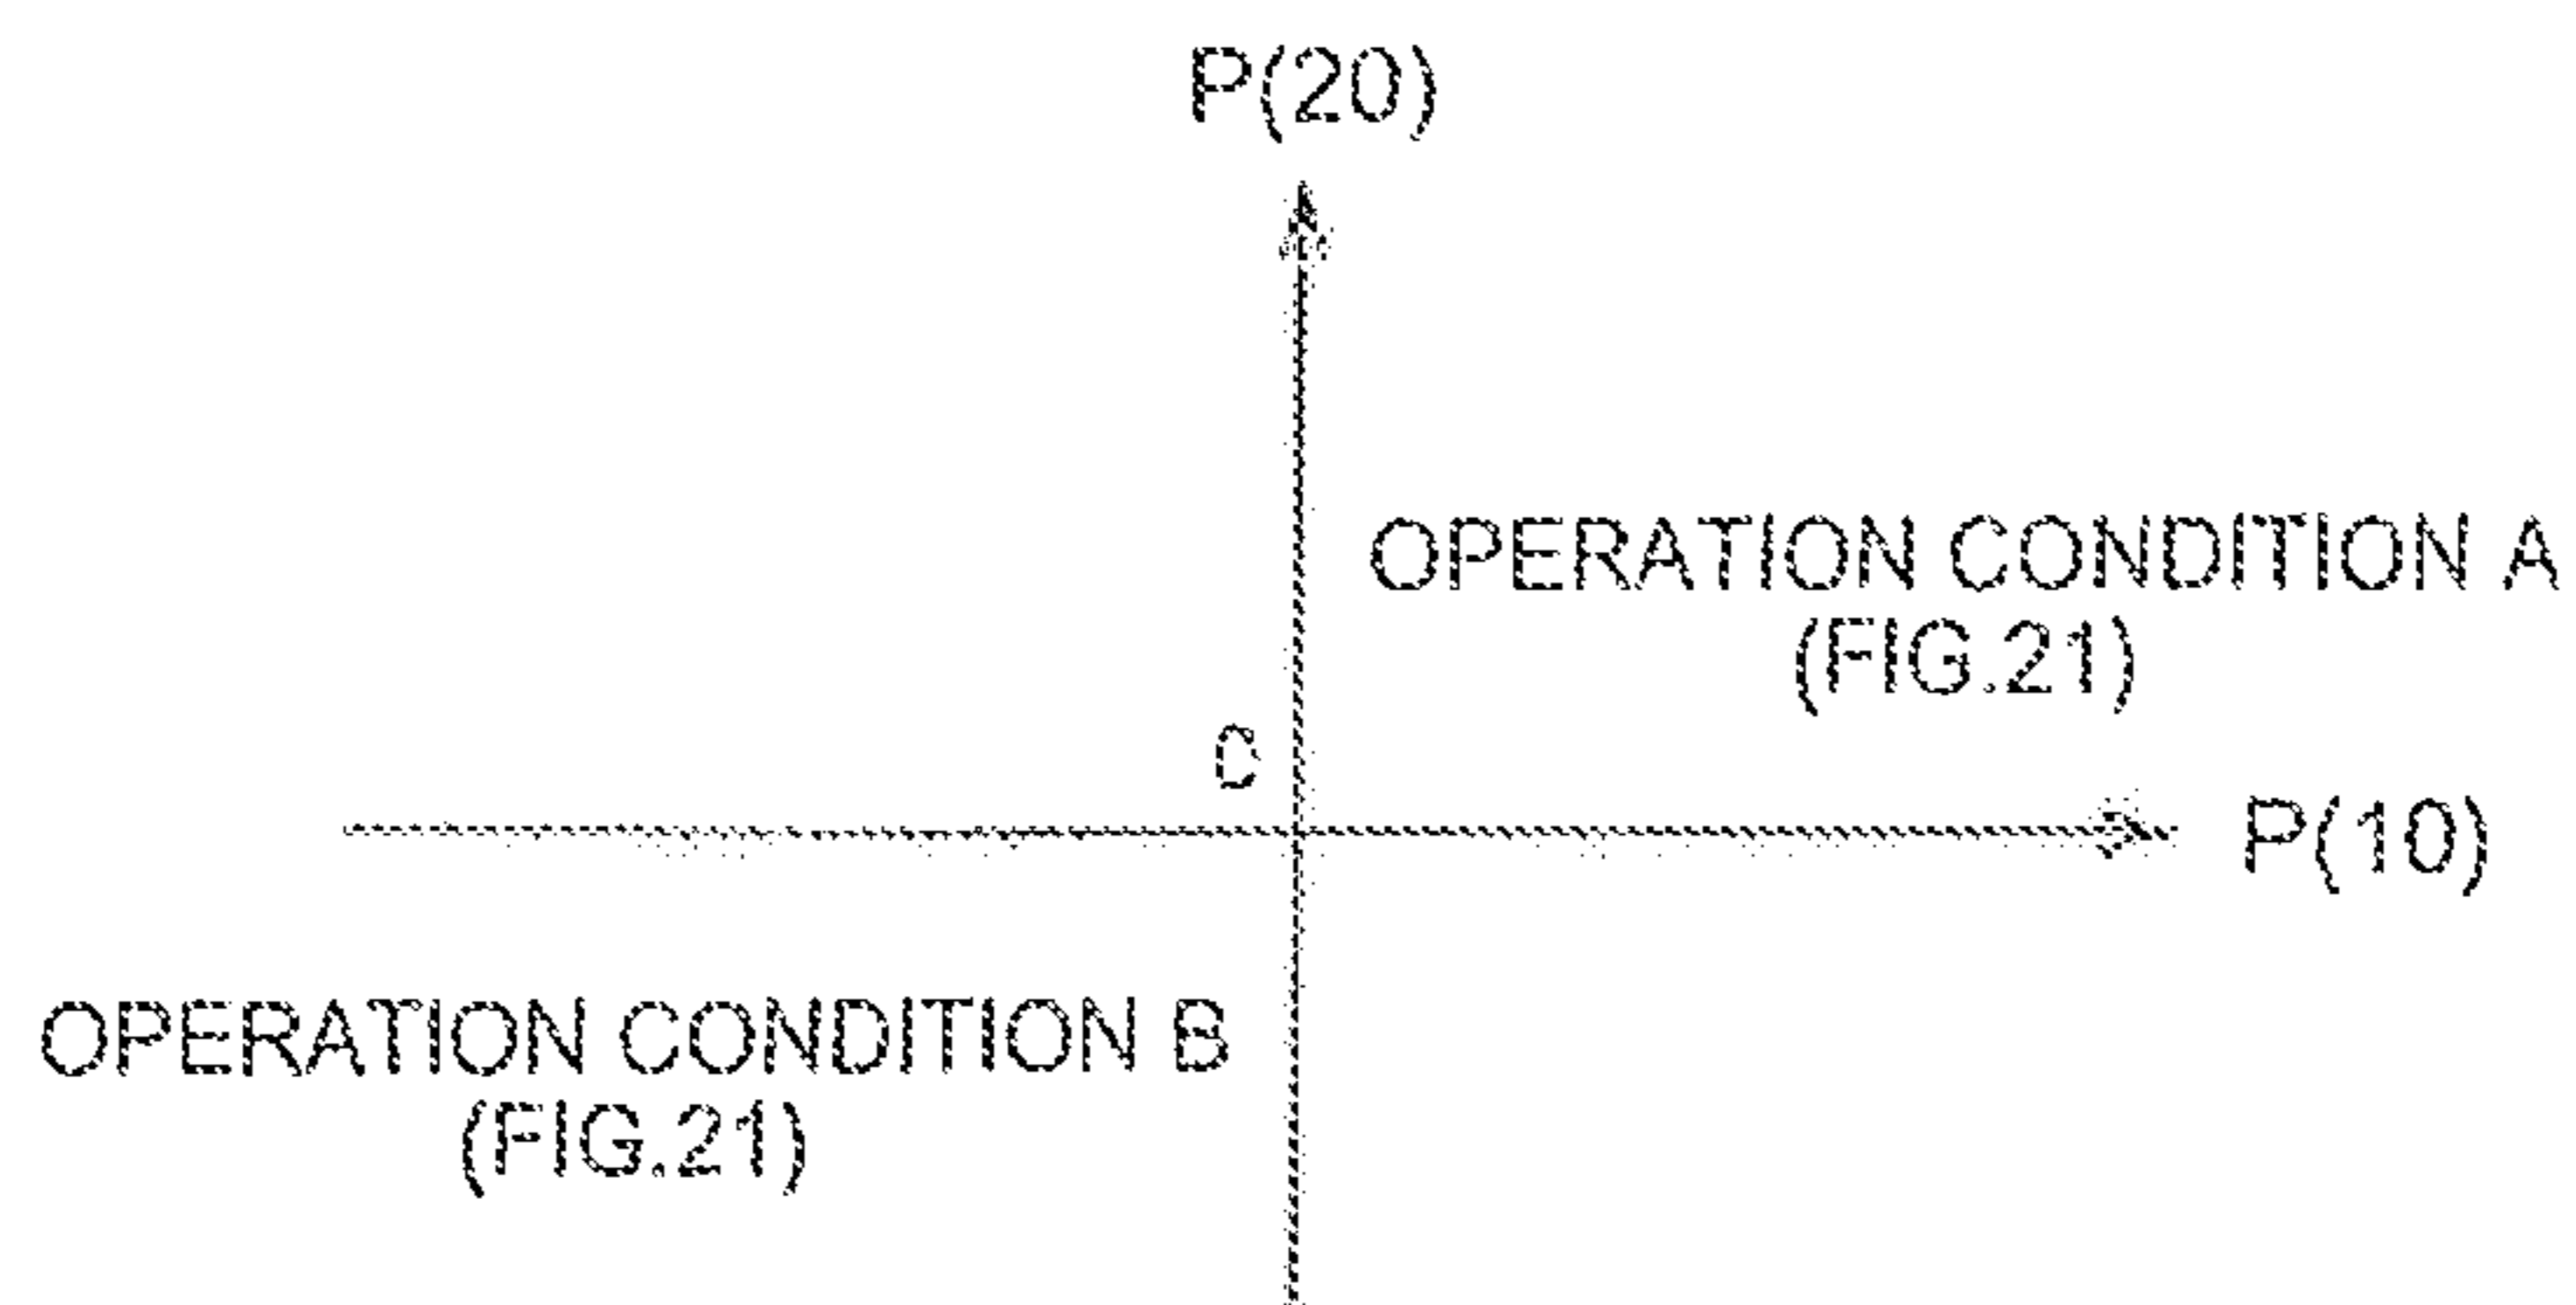 P(20)
OPERATION CONDITION A
(FIG.21)
P(10)
OPERATION CONDITION B
(FIG.21)